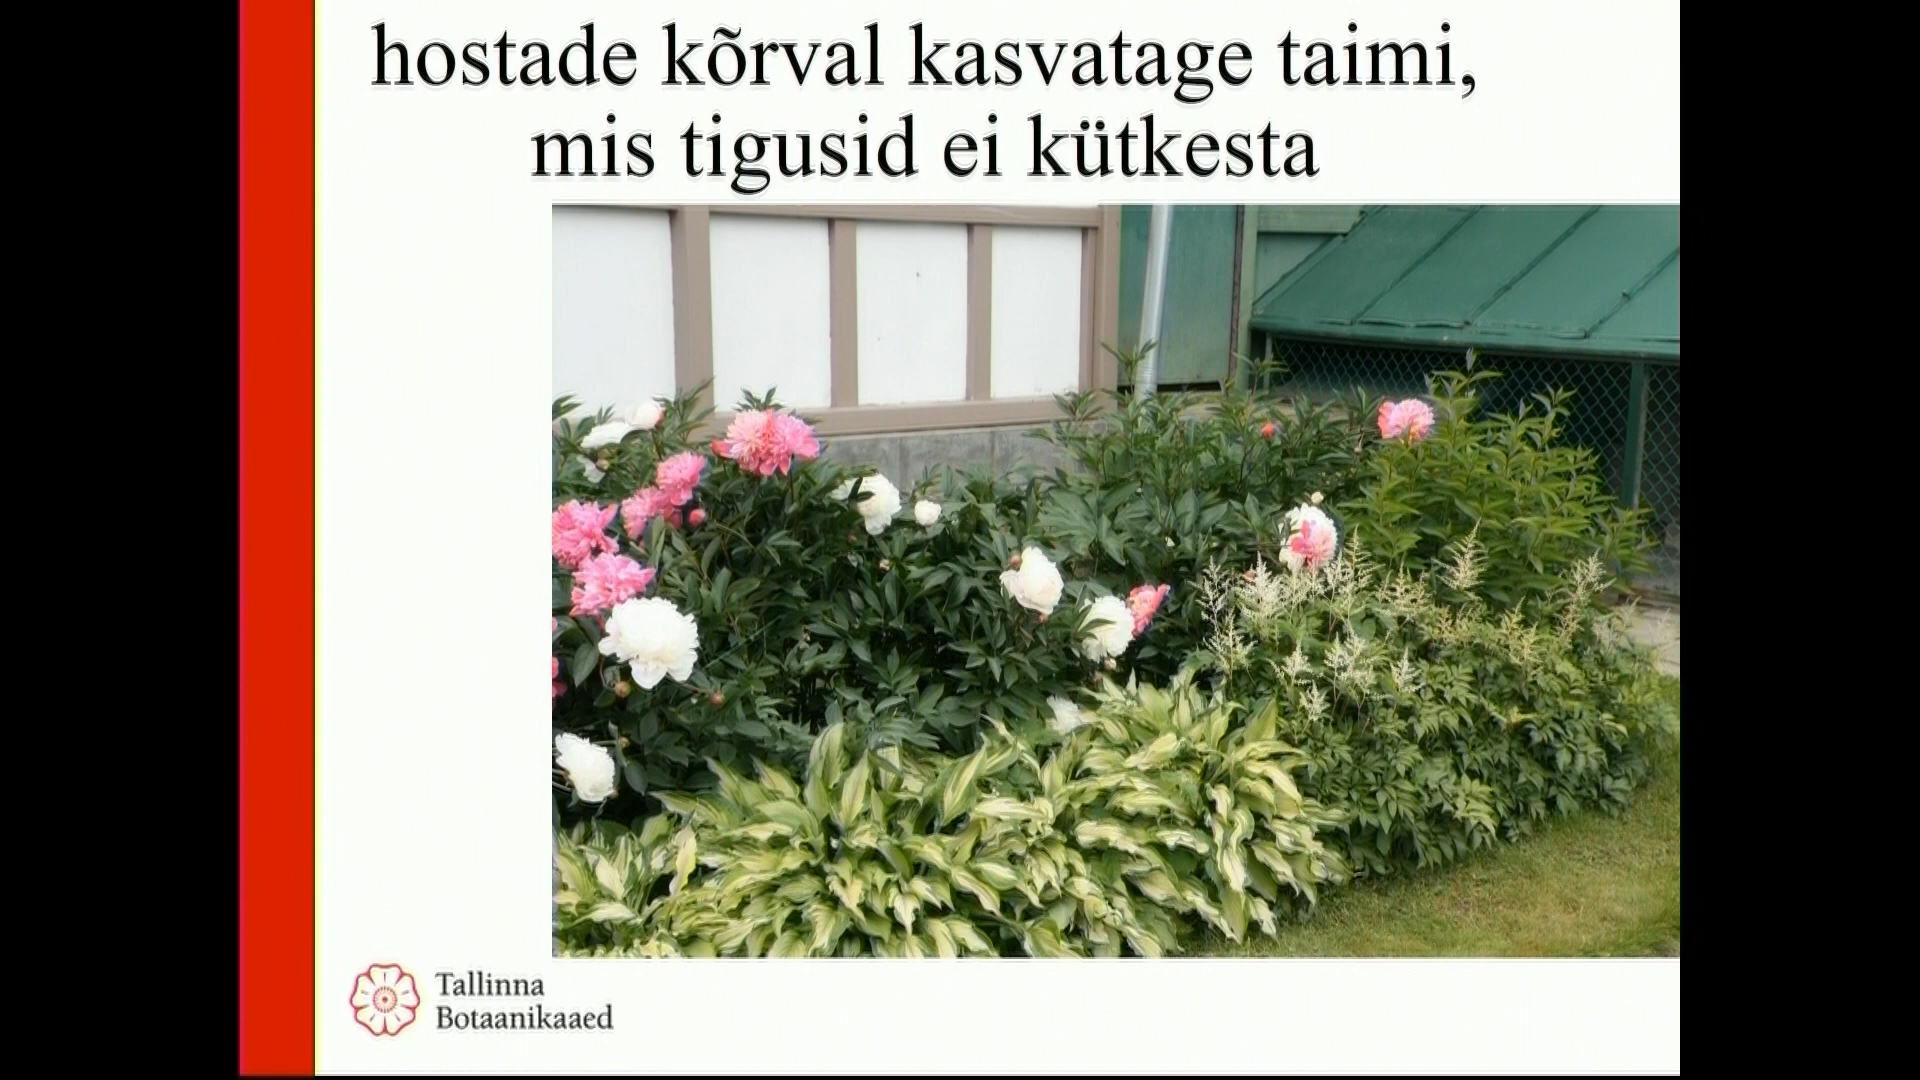 hostade kõrval kasvatage taimi,
mis tigusid ei kütkesta
Tallinna
Botaanikaaed